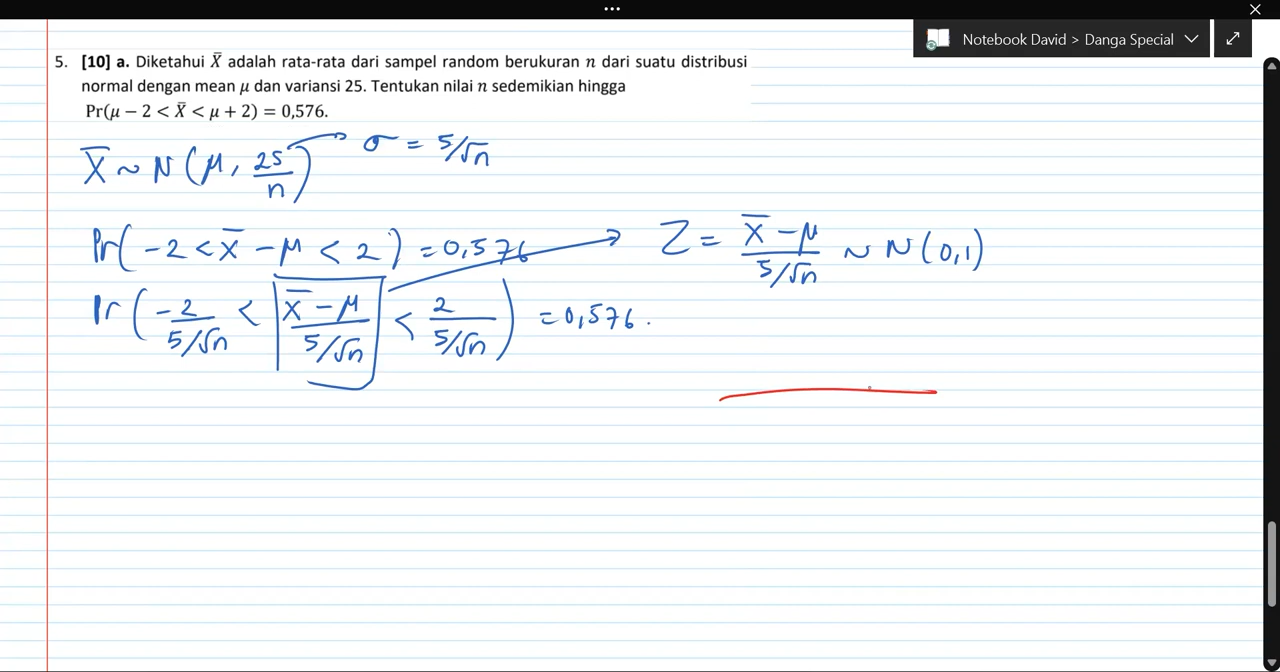 Notebook David > Danga Special
5. [10] a. Diketahui X̄ adalah rata-rata dari sampel random berukuran n dari suatu distribusi
normal dengan mean μ dan variansi 25. Tentukan nilai n sedemikian hingga
Pr(μ − 2 < X̄ < μ + 2) = 0,576.
X̄ ~ N(μ, 25/n) → σ = 5/√n
Pr(-2 < X̄ - μ < 2) = 0,576 → Z = (X̄ - μ)/(5/√n) ~ N(0,1)
Pr(-2/(5/√n) < (X̄ - μ)/(5/√n) < 2/(5/√n)) = 0,576.